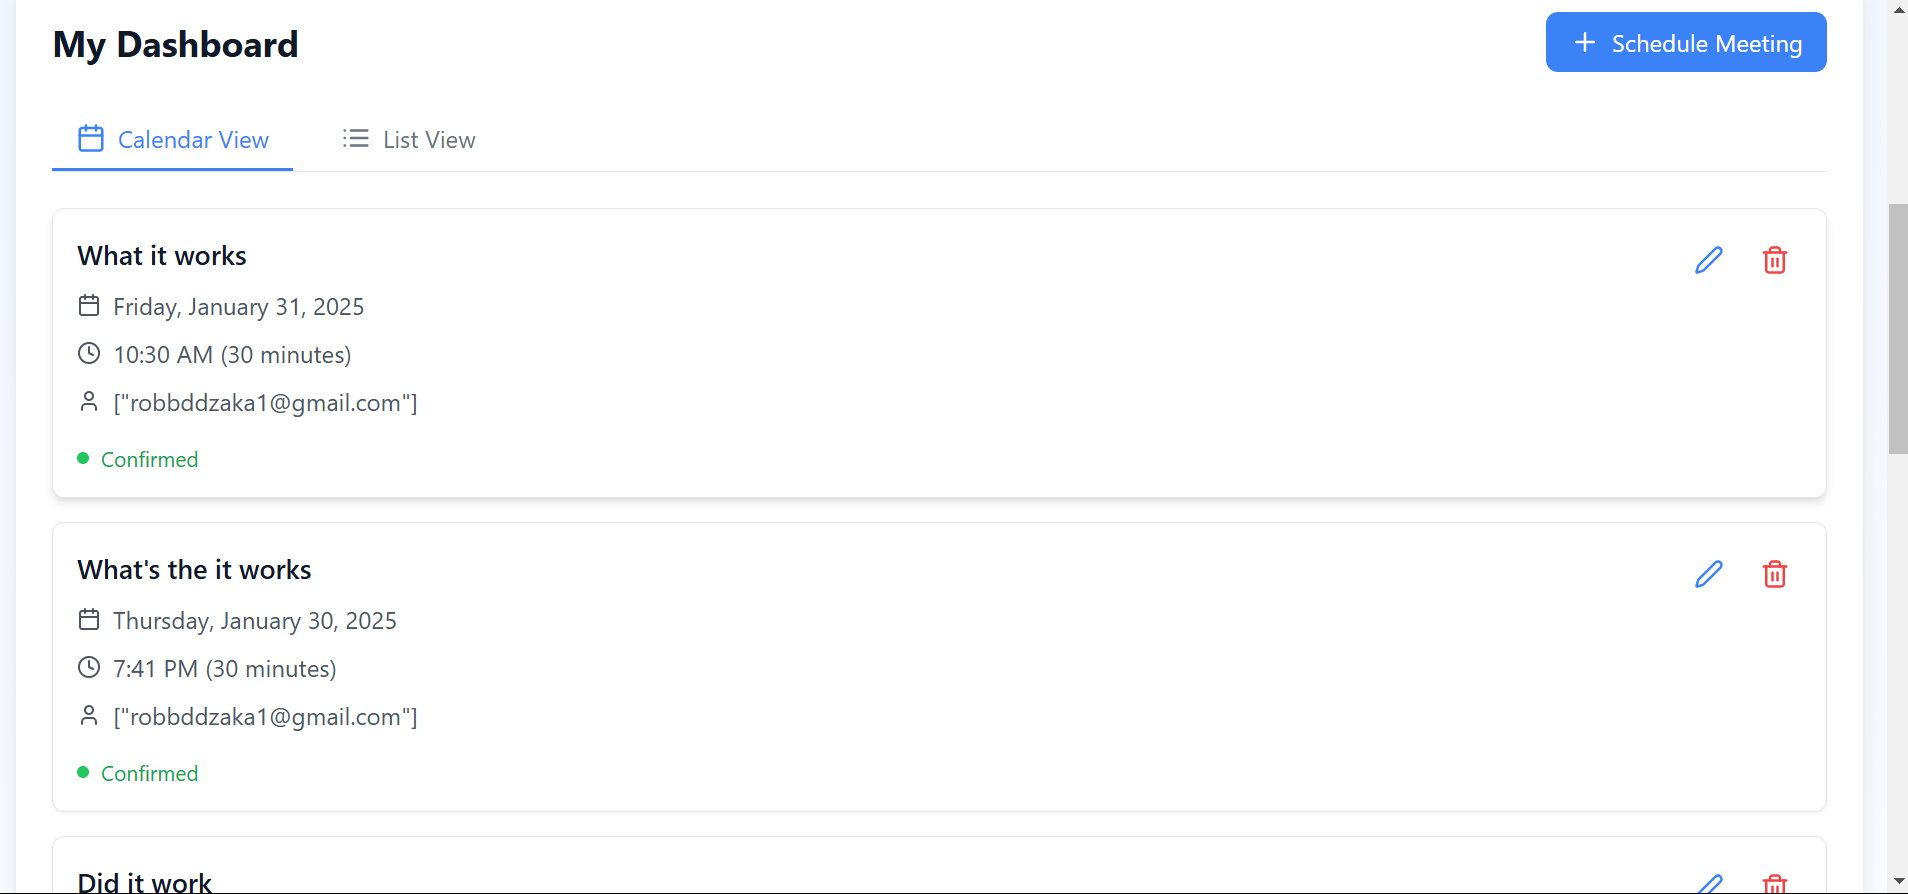 My Dashboard
Schedule Meeting
Calendar View
List View
What it works
Friday, January 31, 2025
10:30 AM (30 minutes)
["robbddzaka1@gmail.com"]
Confirmed
What's the it works
Thursday, January 30, 2025
7:41 PM (30 minutes)
["robbddzaka1@gmail.com"]
Confirmed
Did it work